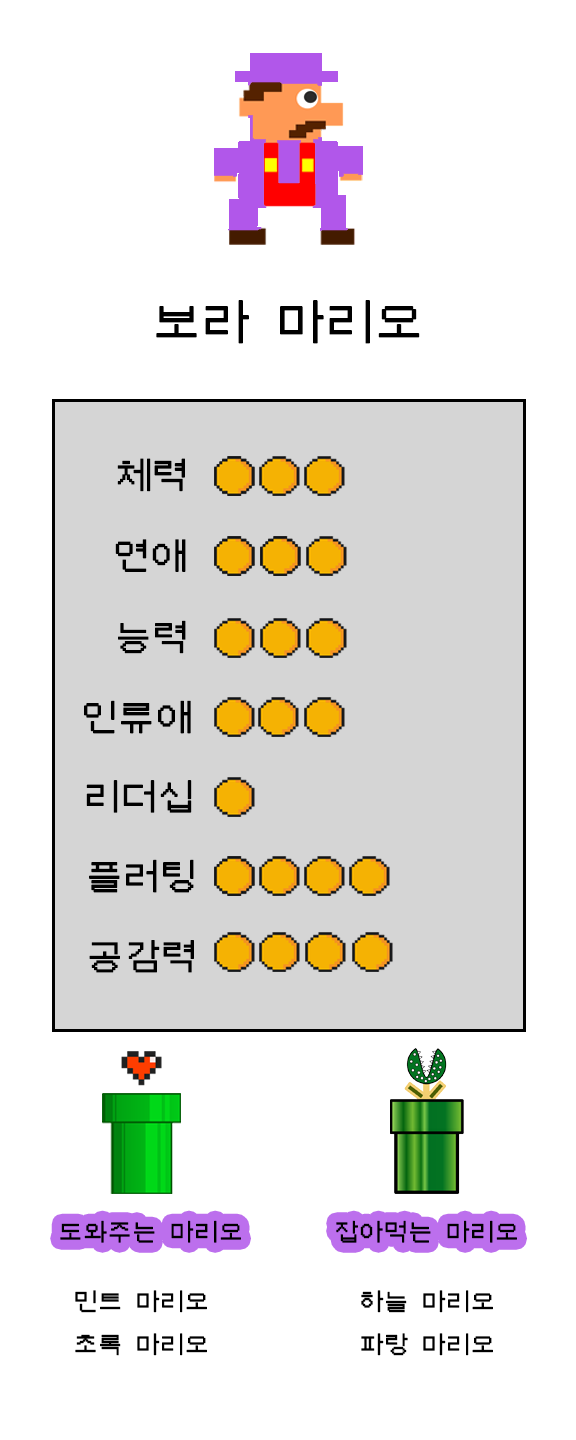 보라 마리오
체력
연애
능력
인류애
리더십
플러팅
공감력
도와주는 마리오
잡아먹는 마리오
민트 마리오
하늘 마리오
초록 마리오
파랑 마리오